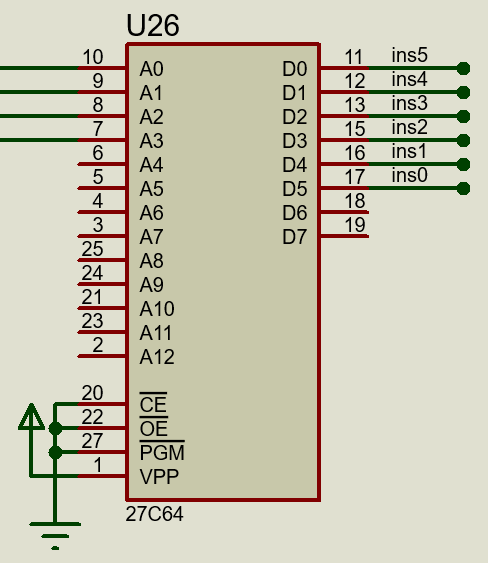 U26
10 A0 D0 11 ins5
9 A1 D1 12 ins4
8 A2 D2 13 ins3
7 A3 D3 15 ins2
6 A4 D4 16 ins1
5 A5 D5 17 ins0
4 A6 D6 18
3 A7 D7 19
25 A8
24 A9
21 A10
23 A11
2 A12
20 CE
22 OE
27 PGM
1 VPP
27C64